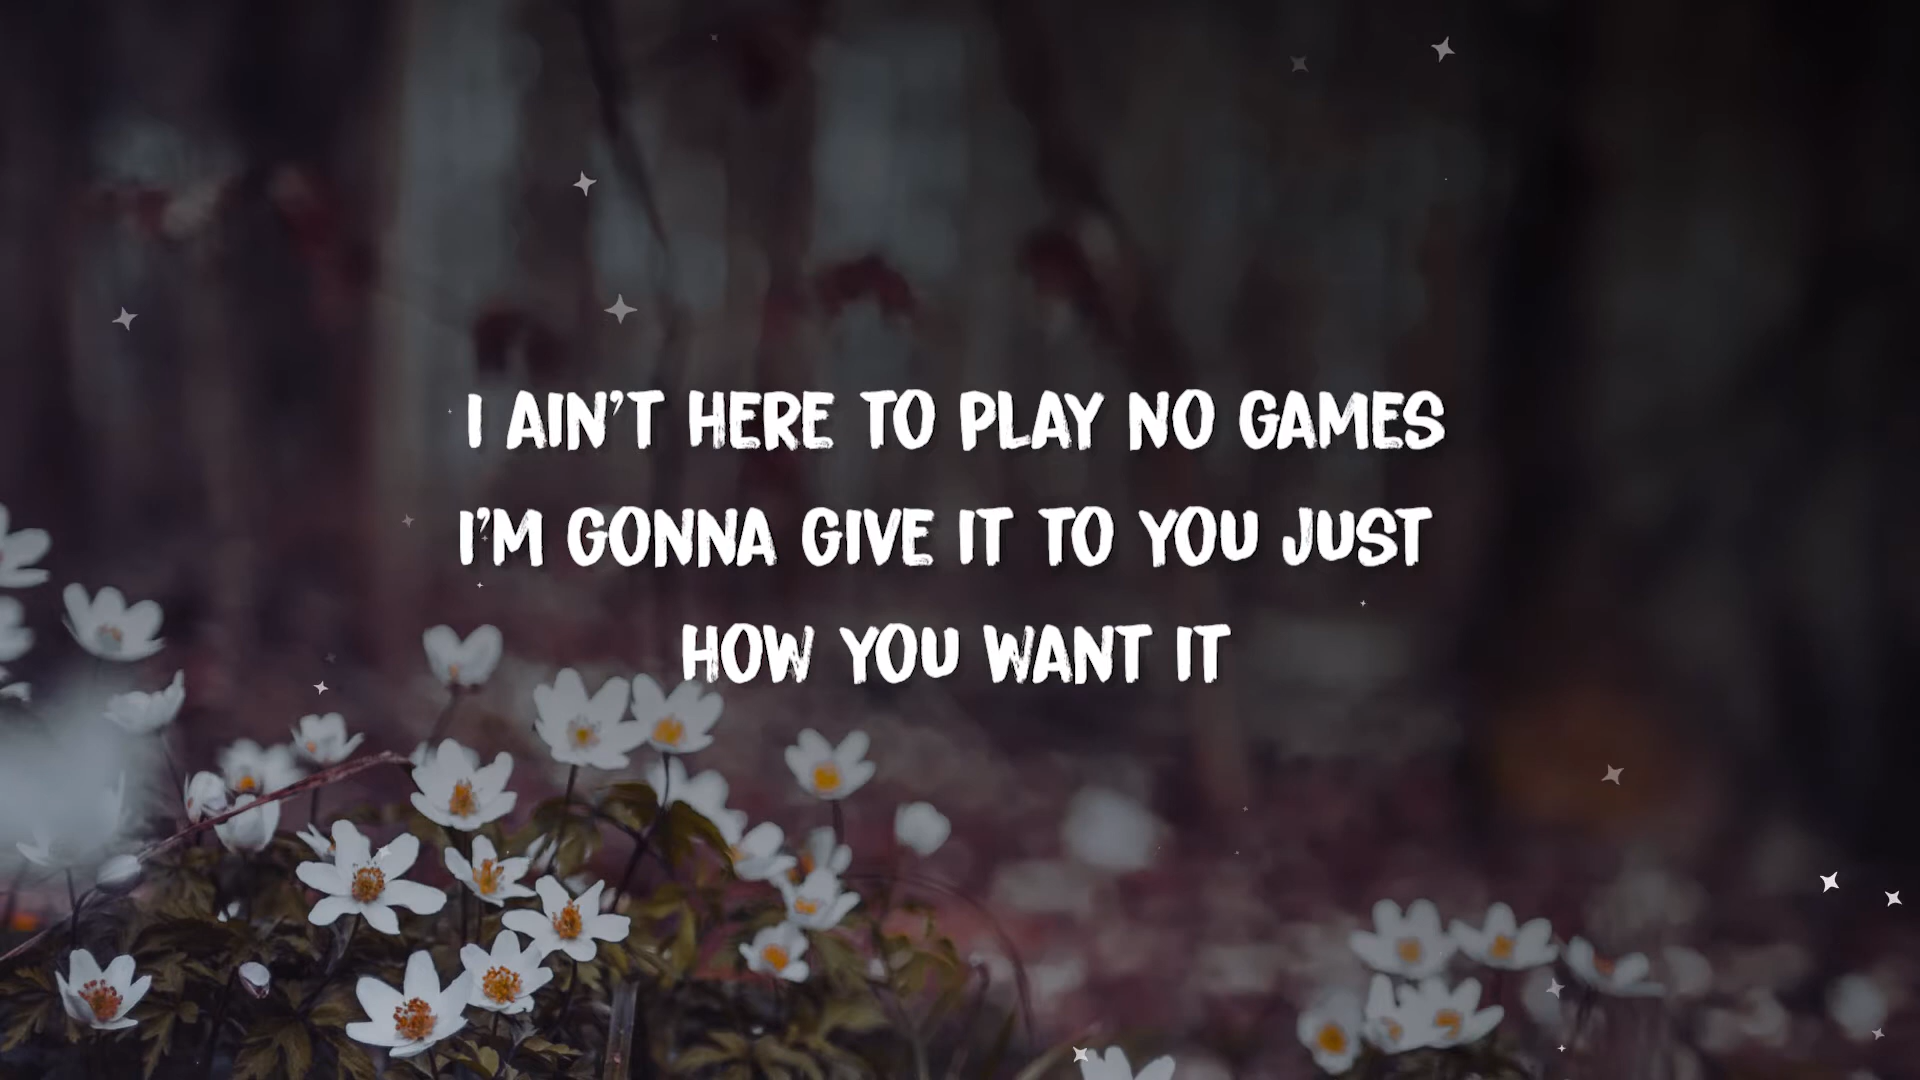 I AIN'T HERE TO PLAY NO GAMES
I'M GONNA GIVE IT TO YOU JUST
HOW YOU WANT IT